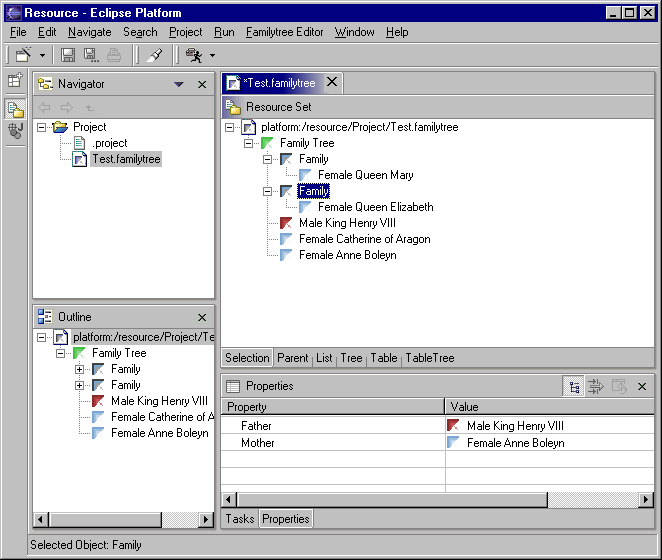 Resource - Eclipse Platform
File Edit Navigate Search Project Run Familytree Editor Window Help
Navigator
Project
.project
Test.familytree
*Test.familytree
Resource Set
platform:/resource/Project/Test.familytree
Family Tree
Family
Female Queen Mary
Family
Female Queen Elizabeth
Male King Henry VIII
Female Catherine of Aragon
Female Anne Boleyn
Selection Parent List Tree Table TableTree
Outline
platform:/resource/Project/Te
Family Tree
Family
Family
Male King Henry VIII
Female Catherine of A
Female Anne Boleyn
Properties
Property Value
Father Male King Henry VIII
Mother Female Anne Boleyn
Tasks Properties
Selected Object: Family